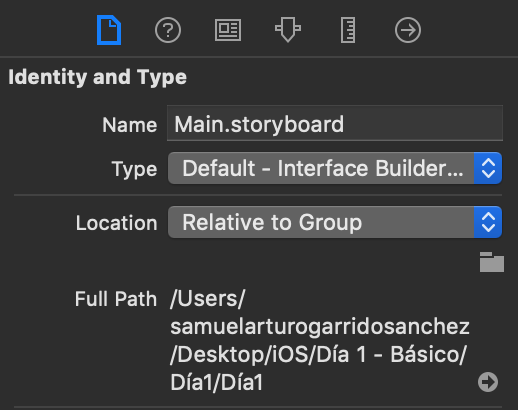 Identity and Type
Name Main.storyboard
Type Default - Interface Builder...
Location Relative to Group
Full Path /Users/
samuelarturogarridosanchez
/Desktop/iOS/Día 1 - Básico/
Día1/Día1